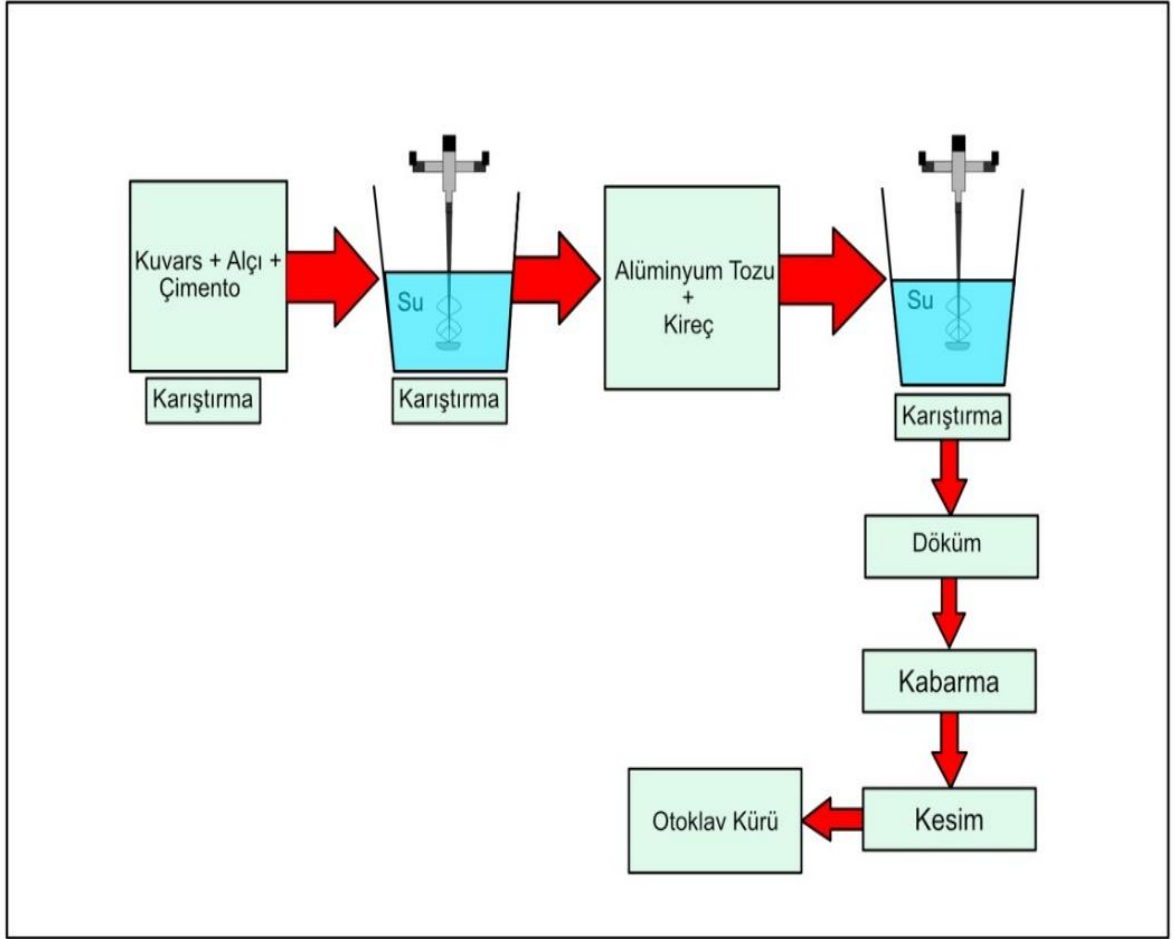 Kuvars + Alçı +
Çimento
Karıştırma
Su
Karıştırma
Alüminyum Tozu
+
Kireç
Su
Karıştırma
Döküm
Kabarma
Kesim
Otoklav Kürü